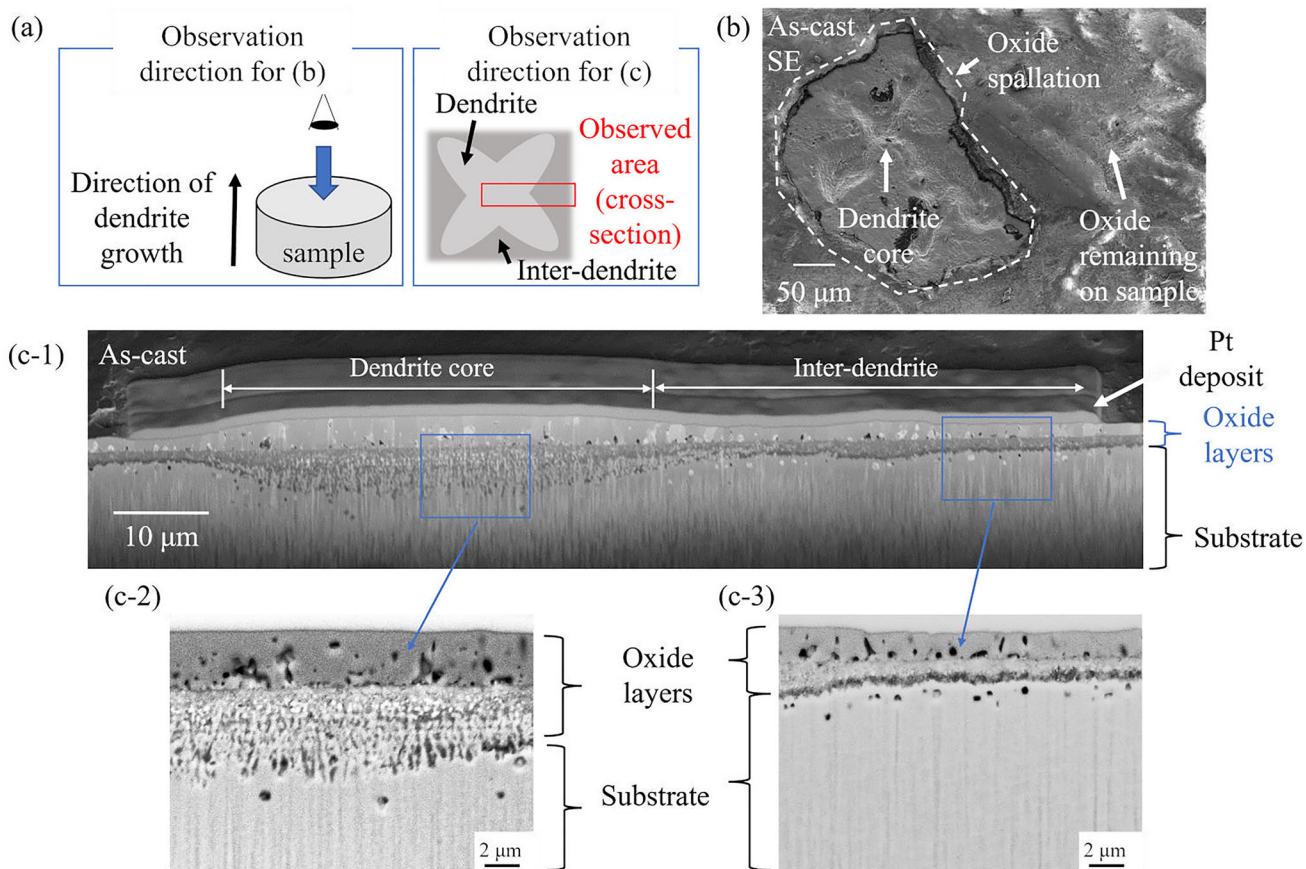 (a)
Observation
direction for (b)
Direction of
dendrite
growth
sample
Observation
direction for (c)
Dendrite
Observed
area
(cross-
section)
Inter-dendrite
(b)
As-cast
SE
Oxide
spallation
Dendrite
core
Oxide
remaining
on sample
50 μm
(c-1)
As-cast
Dendrite core
Inter-dendrite
Pt
deposit
Oxide
layers
Substrate
10 μm
(c-2)
(c-3)
Oxide
layers
Substrate
2 μm
2 μm